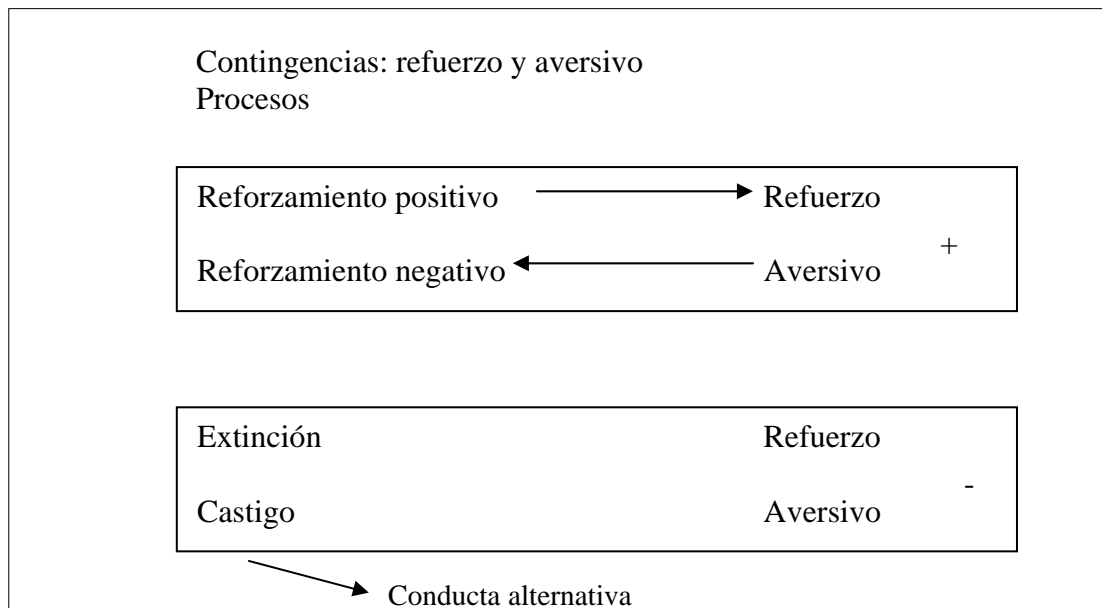 Contingencias: refuerzo y aversivo
Procesos
Reforzamiento positivo Refuerzo
+
Reforzamiento negativo Aversivo
Extinción Refuerzo
-
Castigo Aversivo
Conducta alternativa